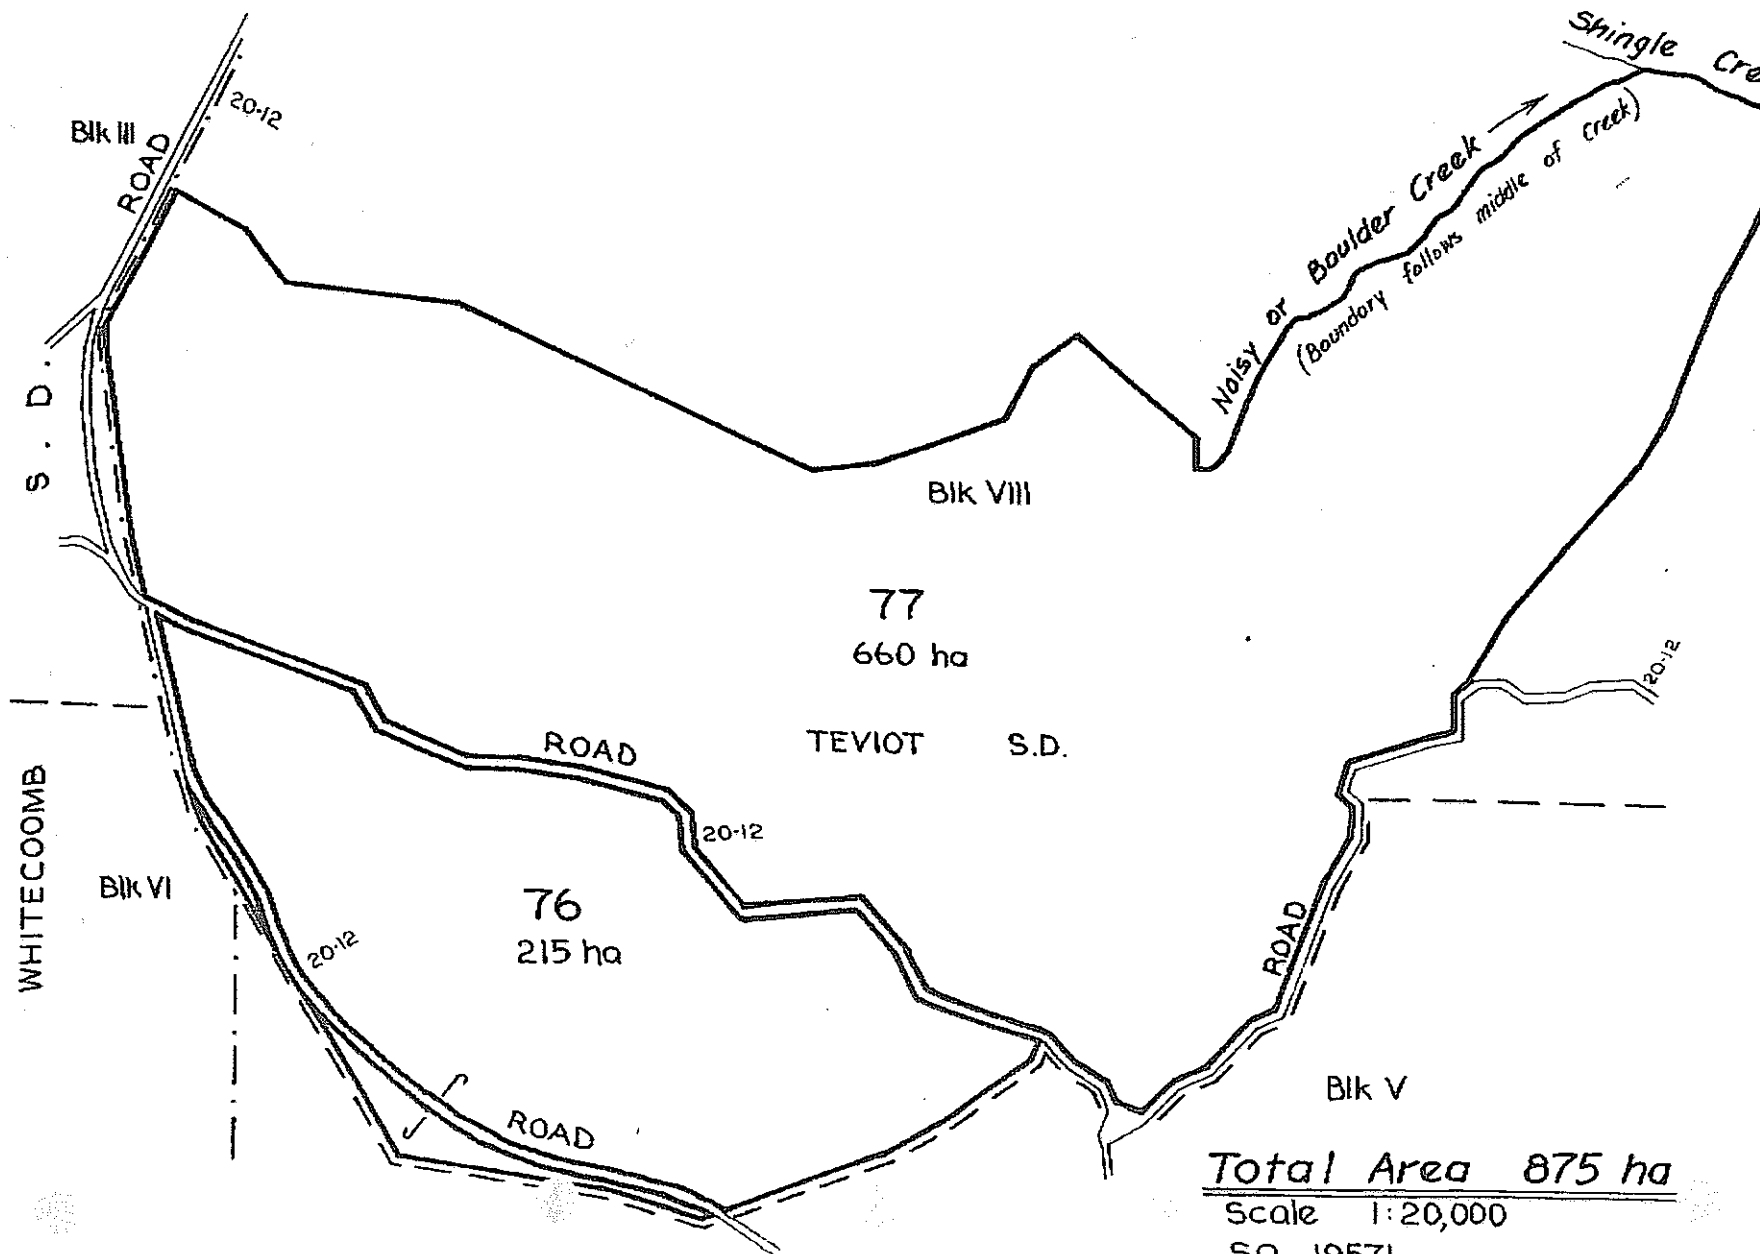 Shingle
Blk III
ROAD
20-12
Noisy or Boulder Creek
(Boundary follows middle of Creek)
S. D.
Blk VIII
77
660 ha
20-12
TEVIOT S.D.
ROAD
20-12
WHITECOOMB
Blk VI
76
215 ha
20-12
ROAD
ROAD
Blk V
Total Area 875 ha
Scale 1:20,000